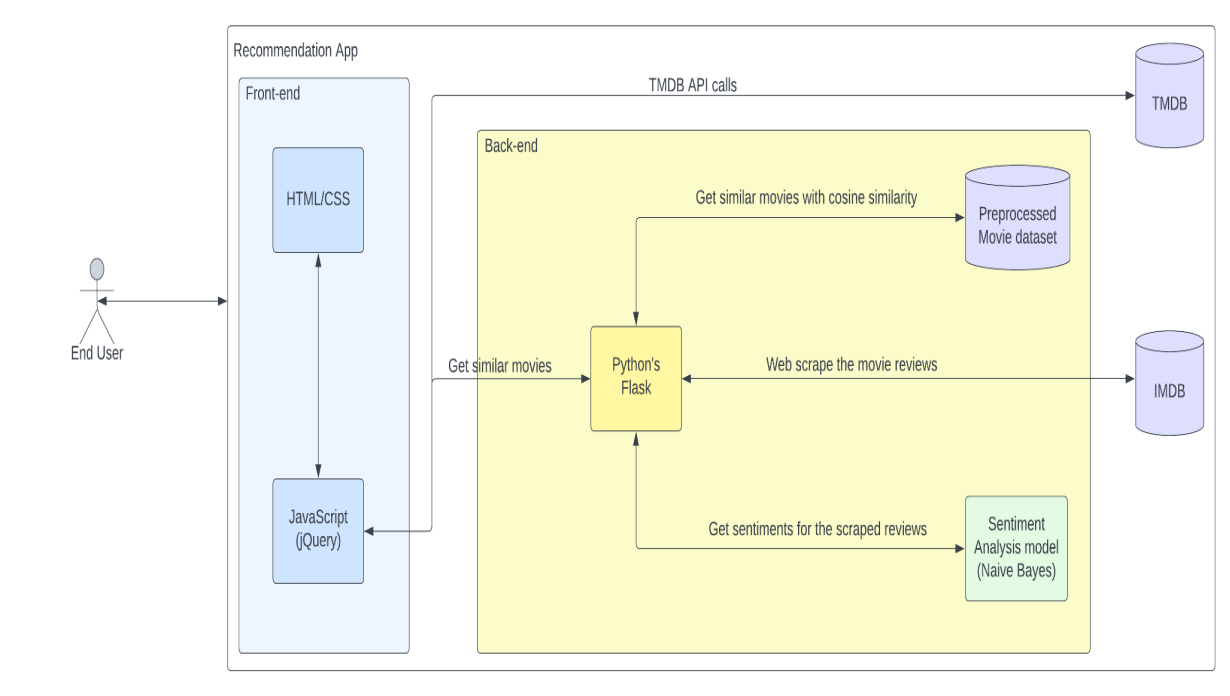 Recommendation App
Front-end
TMDB API calls
TMDB
Back-end
HTML/CSS
Get similar movies with cosine similarity
Preprocessed
Movie dataset
End User
Get similar movies
Python's
Flask
Web scrape the movie reviews
IMDB
JavaScript
(jQuery)
Get sentiments for the scraped reviews
Sentiment
Analysis model
(Naive Bayes)